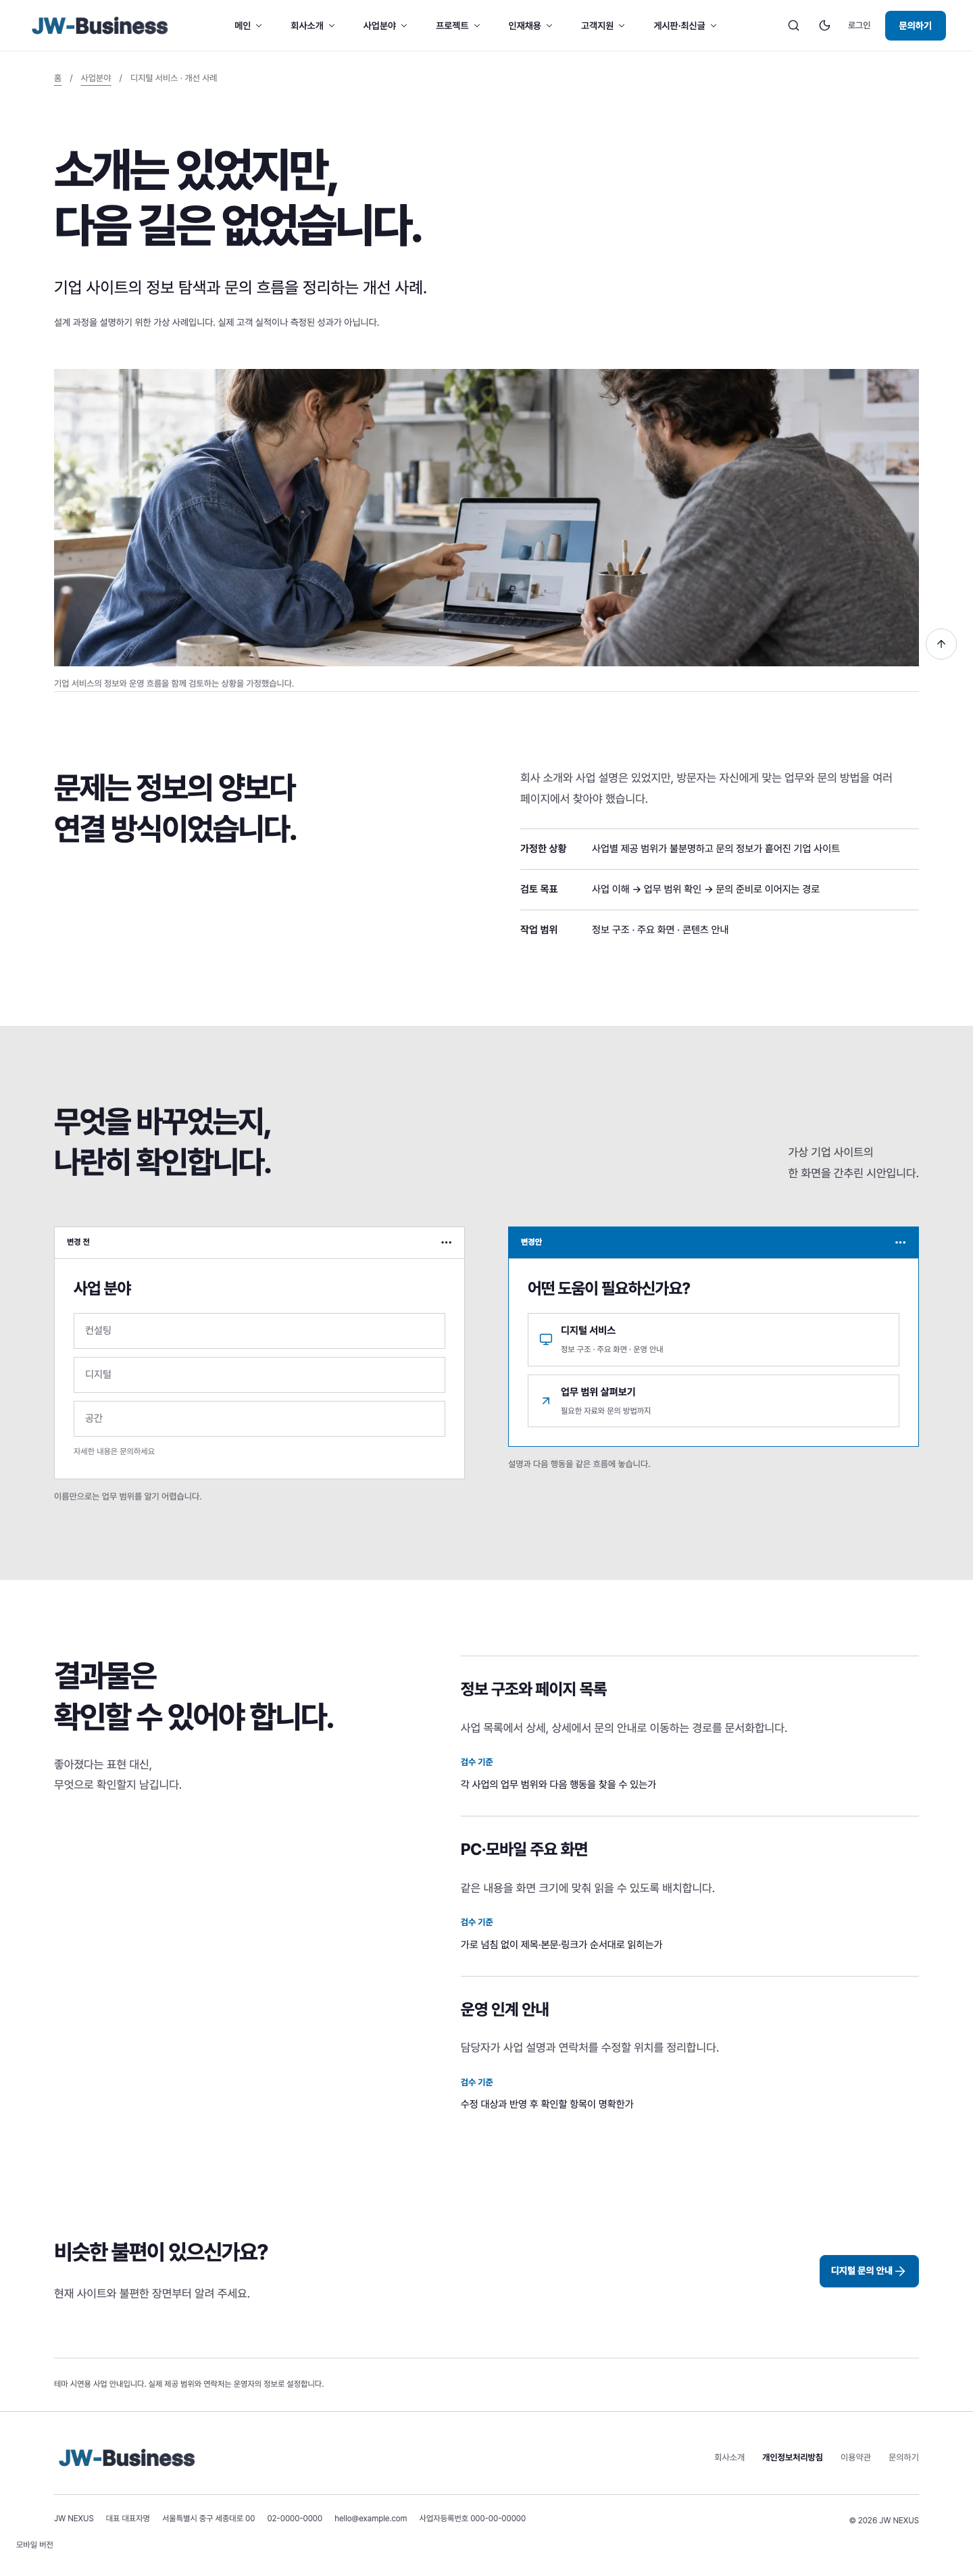 JW-Business
메인
회사소개
사업분야
프로젝트
인재채용
고객지원
게시판·최신글
로그인
문의하기
홈 / 사업분야 / 디지털 서비스 · 개선 사례
소개는 있었지만,
다음 길은 없었습니다.
기업 사이트의 정보 탐색과 문의 흐름을 정리하는 개선 사례.
설계 과정을 설명하기 위한 가상 사례입니다. 실제 고객 실적이나 측정된 성과가 아닙니다.
기업 서비스의 정보와 운영 흐름을 함께 검토하는 상황을 가정했습니다.
문제는 정보의 양보다
연결 방식이었습니다.
회사 소개와 사업 설명은 있었지만, 방문자는 자신에게 맞는 업무와 문의 방법을 여러
페이지에서 찾아야 했습니다.
가정한 상황 사업별 제공 범위가 불분명하고 문의 정보가 흩어진 기업 사이트
검토 목표 사업 이해 → 업무 범위 확인 → 문의 준비로 이어지는 경로
작업 범위 정보 구조 · 주요 화면 · 콘텐츠 안내
무엇을 바꾸었는지,
나란히 확인합니다.
가상 기업 사이트의
한 화면을 간추린 시안입니다.
변경 전
사업 분야
컨설팅
디지털
공간
자세한 내용은 문의하세요
이름만으로는 업무 범위를 알기 어렵습니다.
변경안
어떤 도움이 필요하신가요?
디지털 서비스
정보 구조 · 주요 화면 · 운영 안내
업무 범위 살펴보기
필요한 자료와 문의 방법까지
설명과 다음 행동을 같은 흐름에 놓습니다.
결과물은
확인할 수 있어야 합니다.
좋아졌다는 표현 대신,
무엇으로 확인할지 남깁니다.
정보 구조와 페이지 목록
사업 목록에서 상세, 상세에서 문의 안내로 이동하는 경로를 문서화합니다.
검수 기준
각 사업의 업무 범위와 다음 행동을 찾을 수 있는가
PC·모바일 주요 화면
같은 내용을 화면 크기에 맞춰 읽을 수 있도록 배치합니다.
검수 기준
가로 넘침 없이 제목·본문·링크가 순서대로 읽히는가
운영 인계 안내
담당자가 사업 설명과 연락처를 수정할 위치를 정리합니다.
검수 기준
수정 대상과 반영 후 확인할 항목이 명확한가
비슷한 불편이 있으신가요?
현재 사이트와 불편한 장면부터 알려 주세요.
디지털 문의 안내
테마 시연용 사업 안내입니다. 실제 제공 범위와 연락처는 운영자의 정보로 설정합니다.
JW-Business
회사소개 개인정보처리방침 이용약관 문의하기
JW NEXUS 대표 대표자명 서울특별시 중구 세종대로 00 02-0000-0000 hello@example.com 사업자등록번호 000-00-00000
© 2026 JW NEXUS
모바일 버전